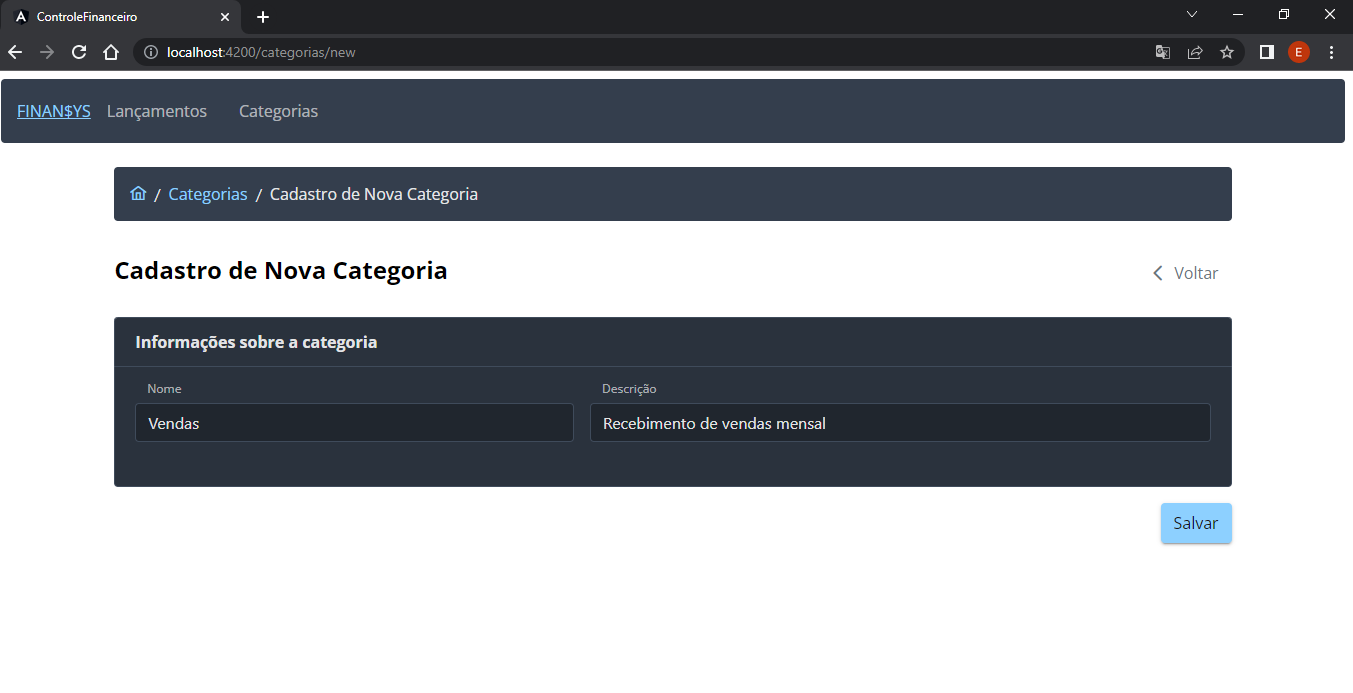 ControleFinanceiro
localhost:4200/categorias/new
E
FINAN$YS Lançamentos Categorias
/ Categorias / Cadastro de Nova Categoria
Cadastro de Nova Categoria
Voltar
Informações sobre a categoria
Nome Descrição
Vendas Recebimento de vendas mensal
Salvar